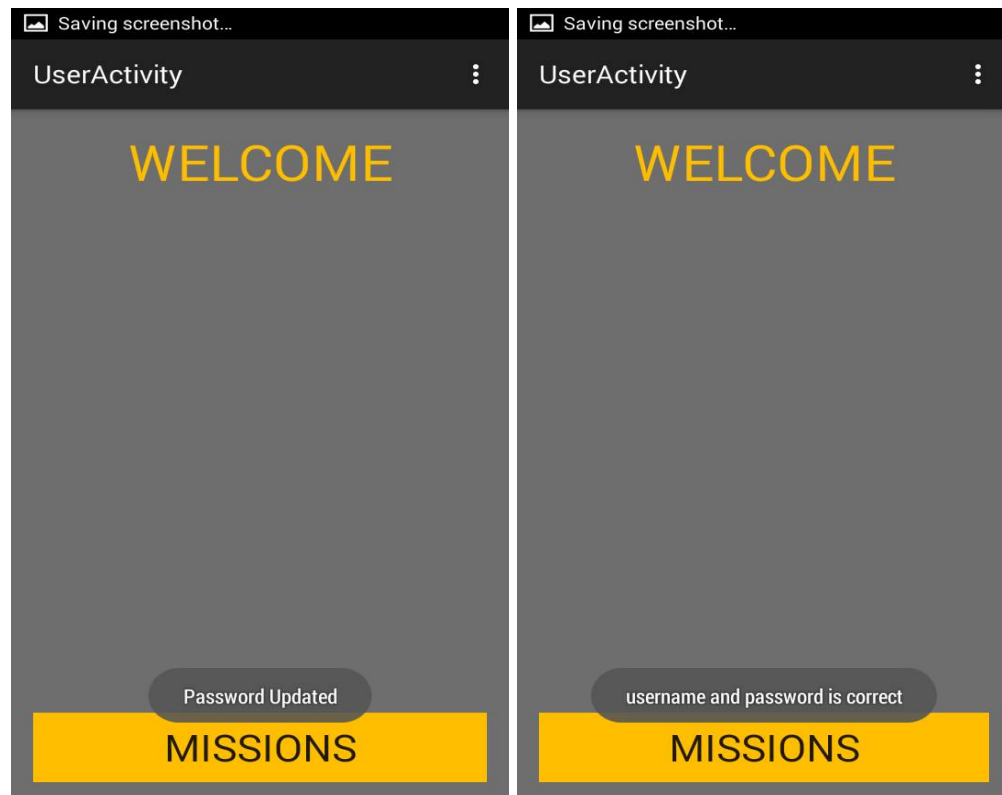 Saving screenshot...
UserActivity
WELCOME
Password Updated
MISSIONS
Saving screenshot...
UserActivity
WELCOME
username and password is correct
MISSIONS